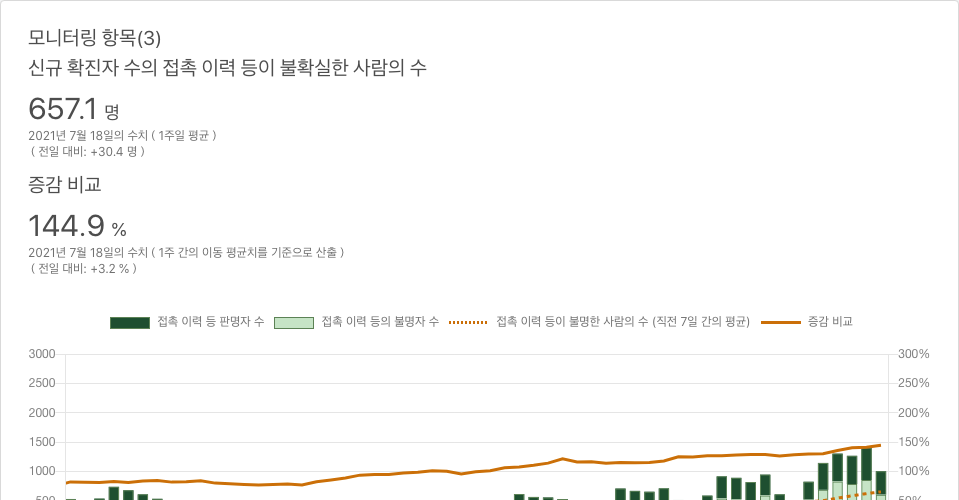 모니터링 항목(3)
신규 확진자 수의 접촉 이력 등이 불확실한 사람의 수
657.1 명
2021년 7월 18일의 수치 ( 1주일 평균 )
( 전일 대비: +30.4 명 )
증감 비교
144.9 %
2021년 7월 18일의 수치 ( 1주 간의 이동 평균치를 기준으로 산출 )
( 전일 대비: +3.2 % )
접촉 이력 등 판명자 수 접촉 이력 등의 불명자 수 접촉 이력 등이 불명한 사람의 수 (직전 7일 간의 평균) 증감 비교
3000 300%
2500 250%
2000 200%
1500 150%
1000 100%
500 50%